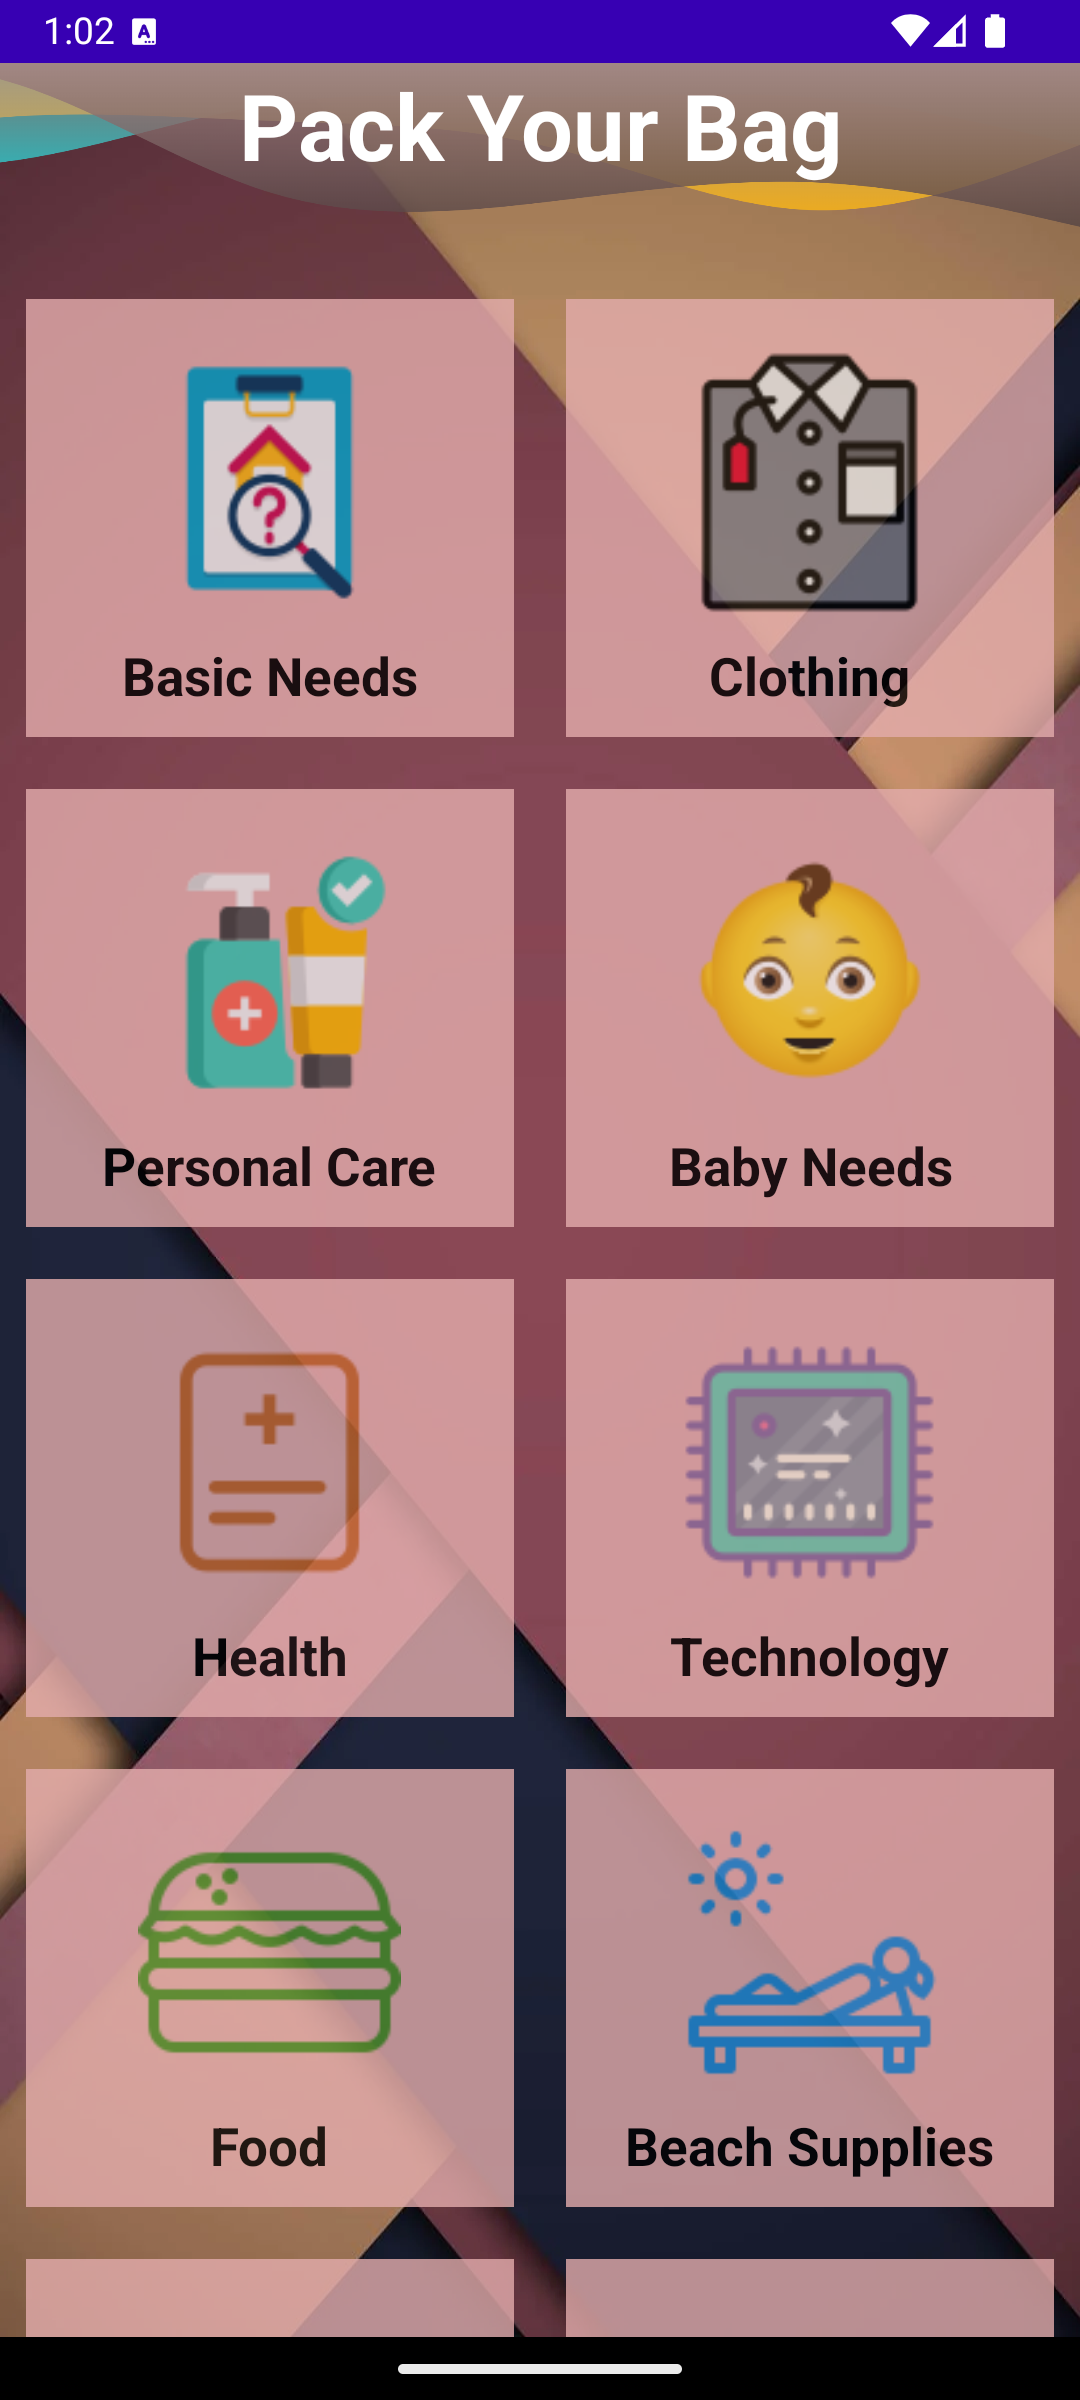 1:02
Pack Your Bag
Basic Needs
Clothing
Personal Care
Baby Needs
Health
Technology
Food
Beach Supplies